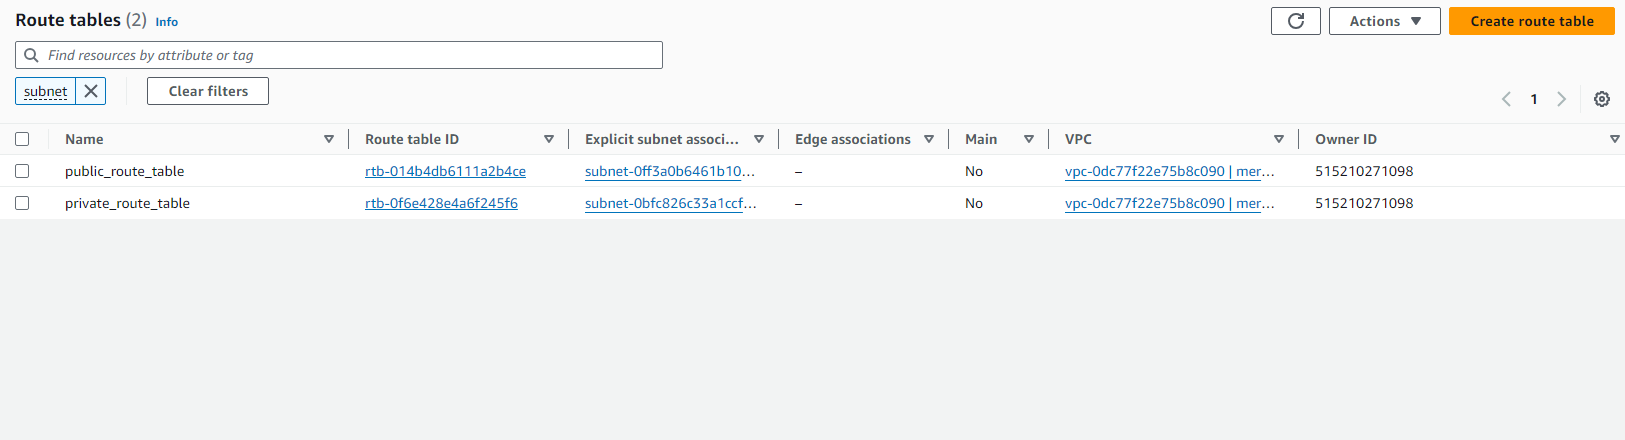 Route tables (2) Info
Actions
Create route table
Find resources by attribute or tag
subnet
Clear filters
1
Name Route table ID Explicit subnet associ... Edge associations Main VPC Owner ID
public_route_table rtb-014b4db6111a2b4ce subnet-0ff3a0b6461b10... – No vpc-0dc77f22e75b8c090 | mer... 515210271098
private_route_table rtb-0f6e428e4a6f245f6 subnet-0bfc826c33a1ccf... – No vpc-0dc77f22e75b8c090 | mer... 515210271098